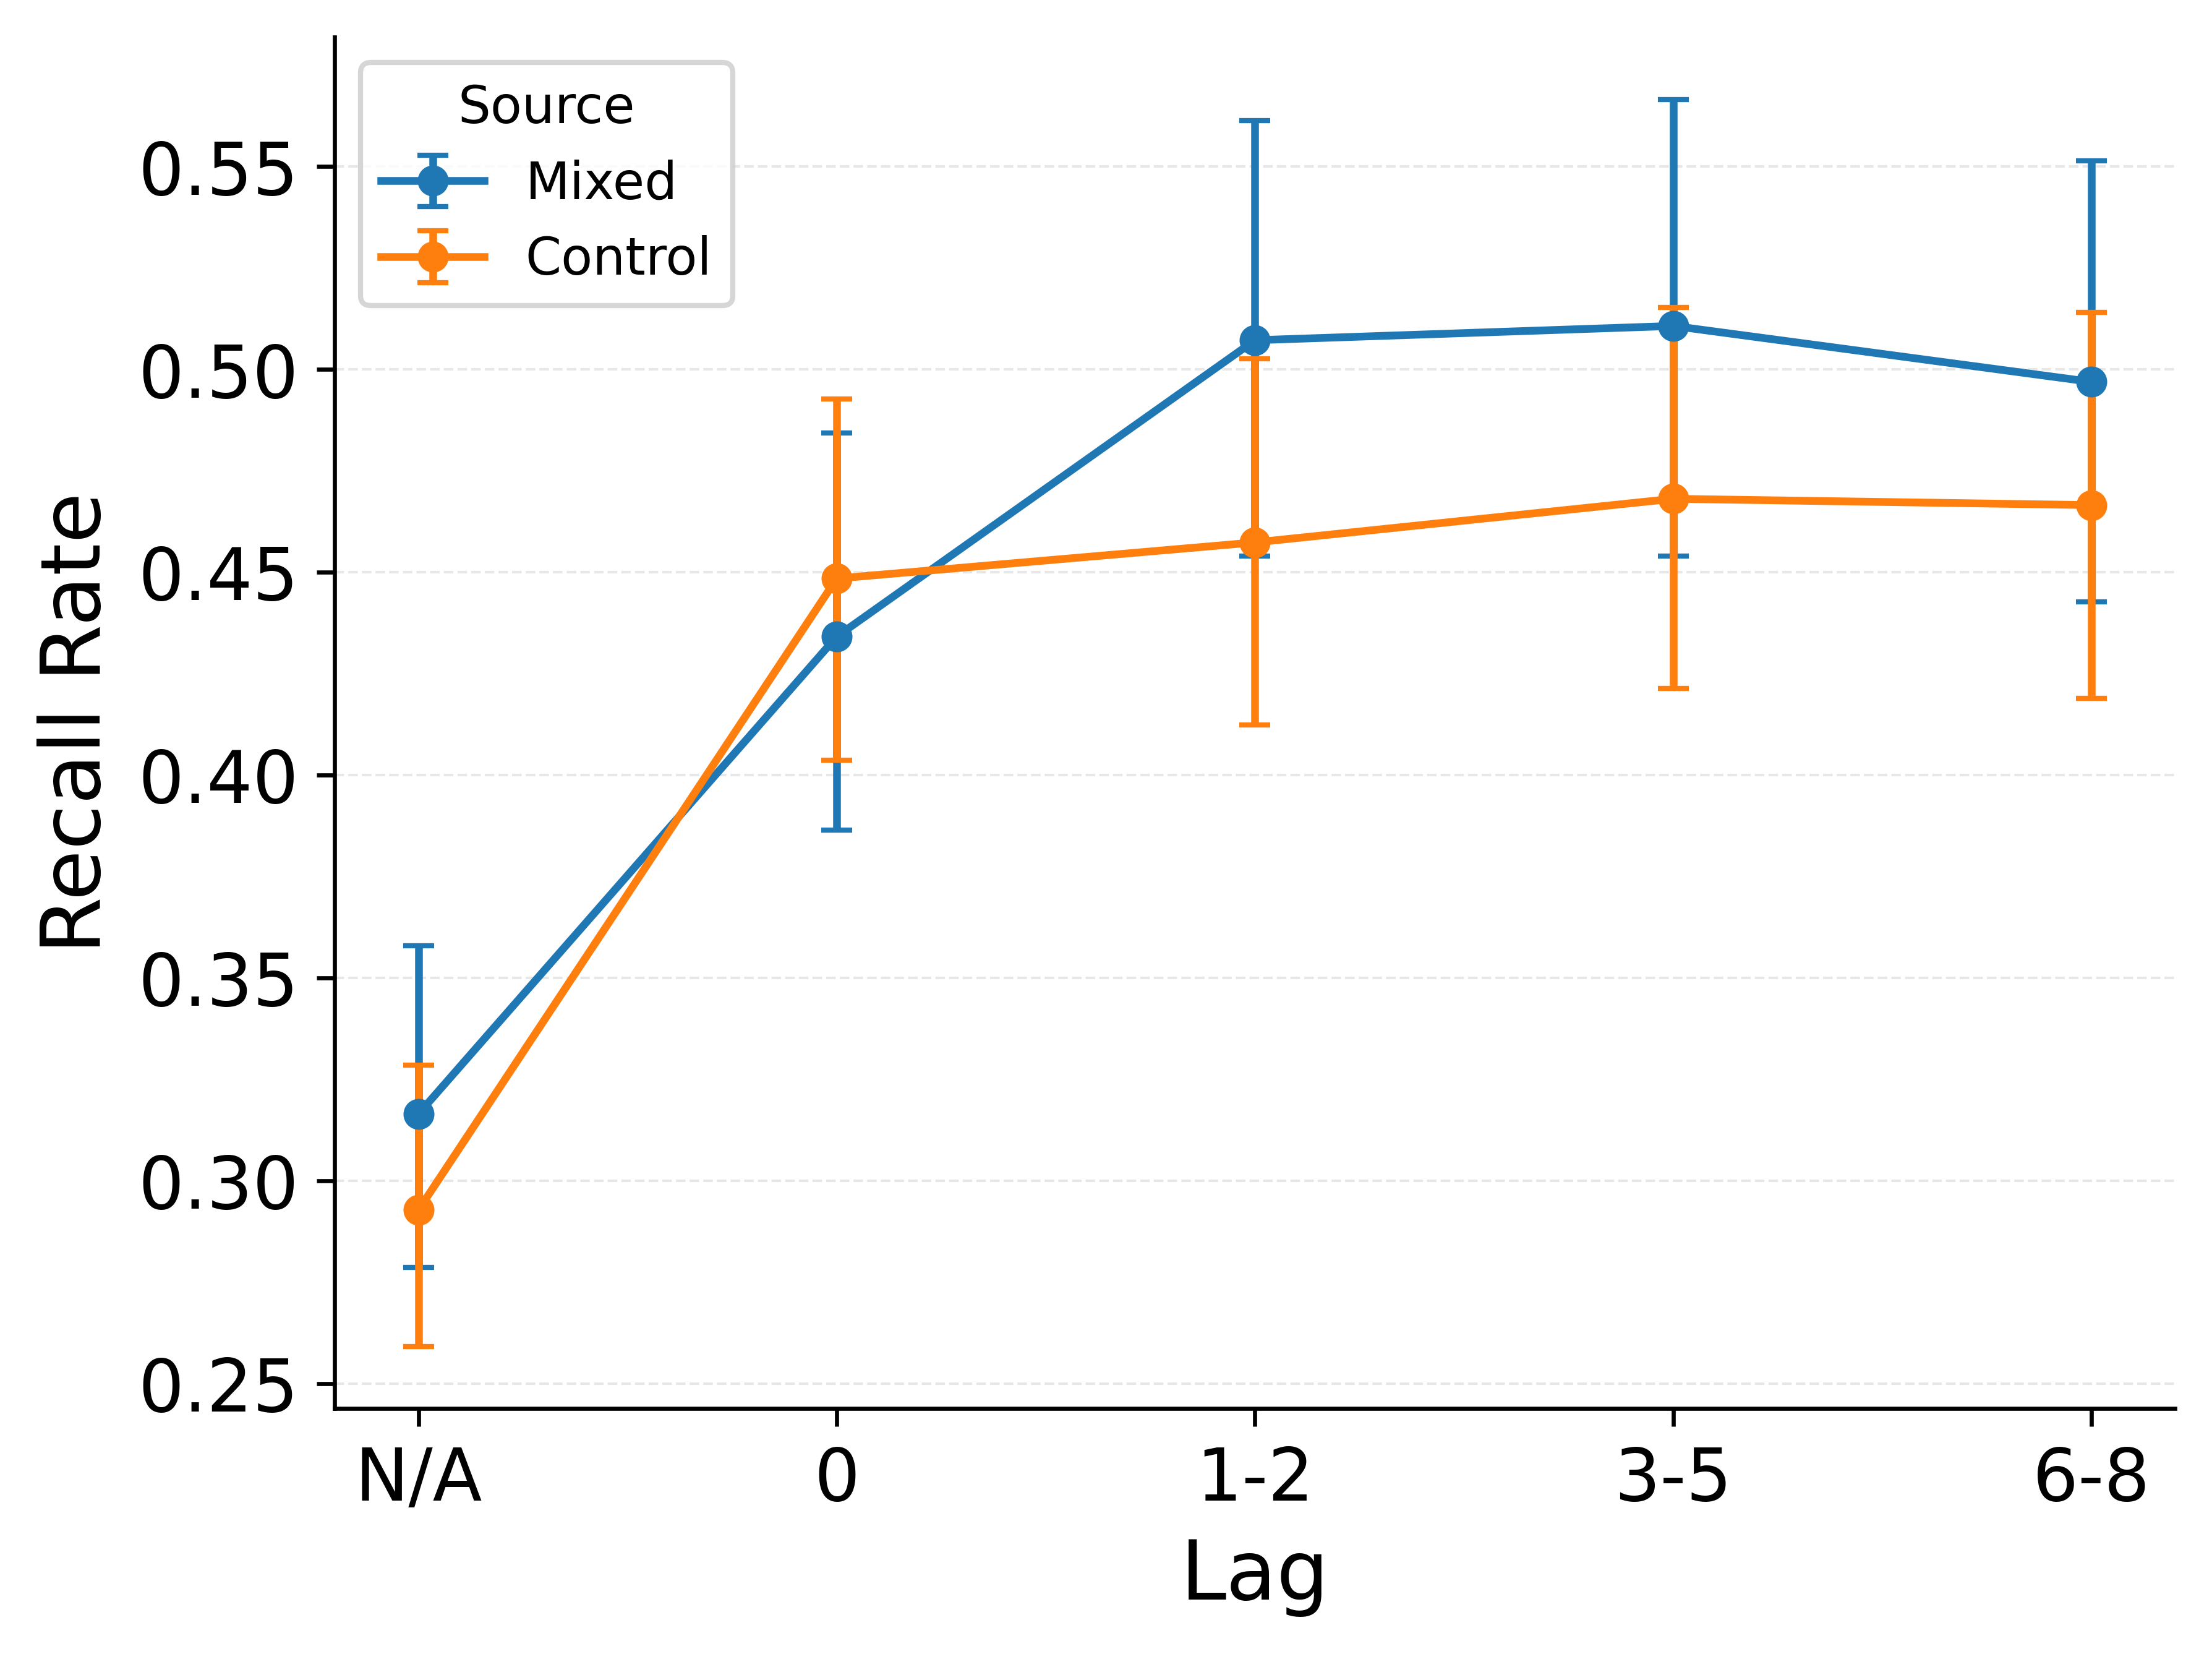 Source
Mixed
Control
0.55
0.50
0.45
0.40
0.35
0.30
0.25
Recall Rate
N/A 0 1-2 3-5 6-8
Lag